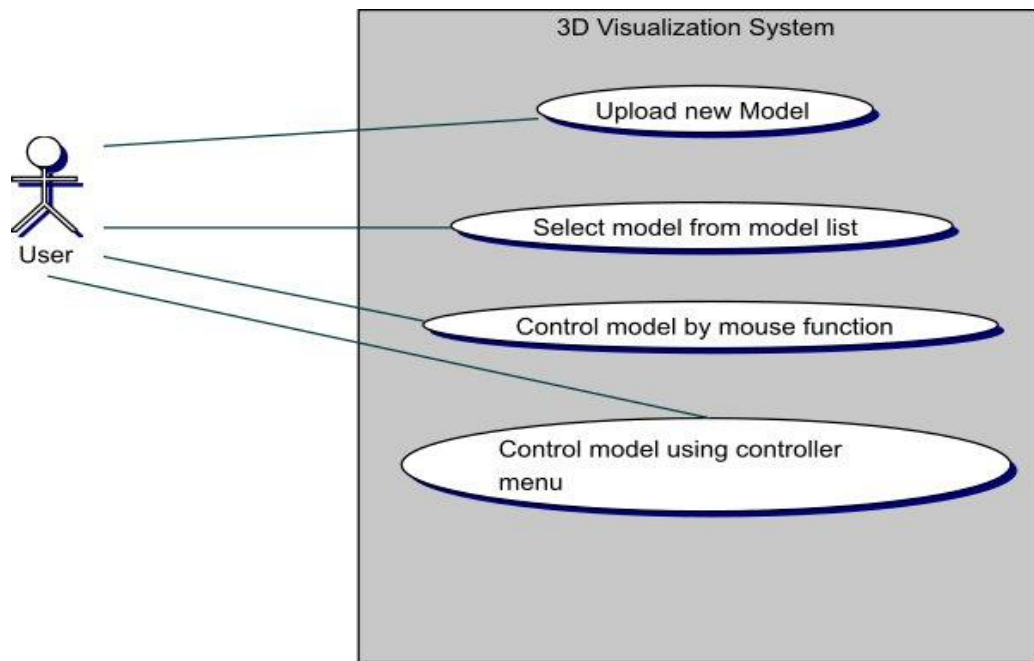 3D Visualization System
Upload new Model
User
Select model from model list
Control model by mouse function
Control model using controller
menu